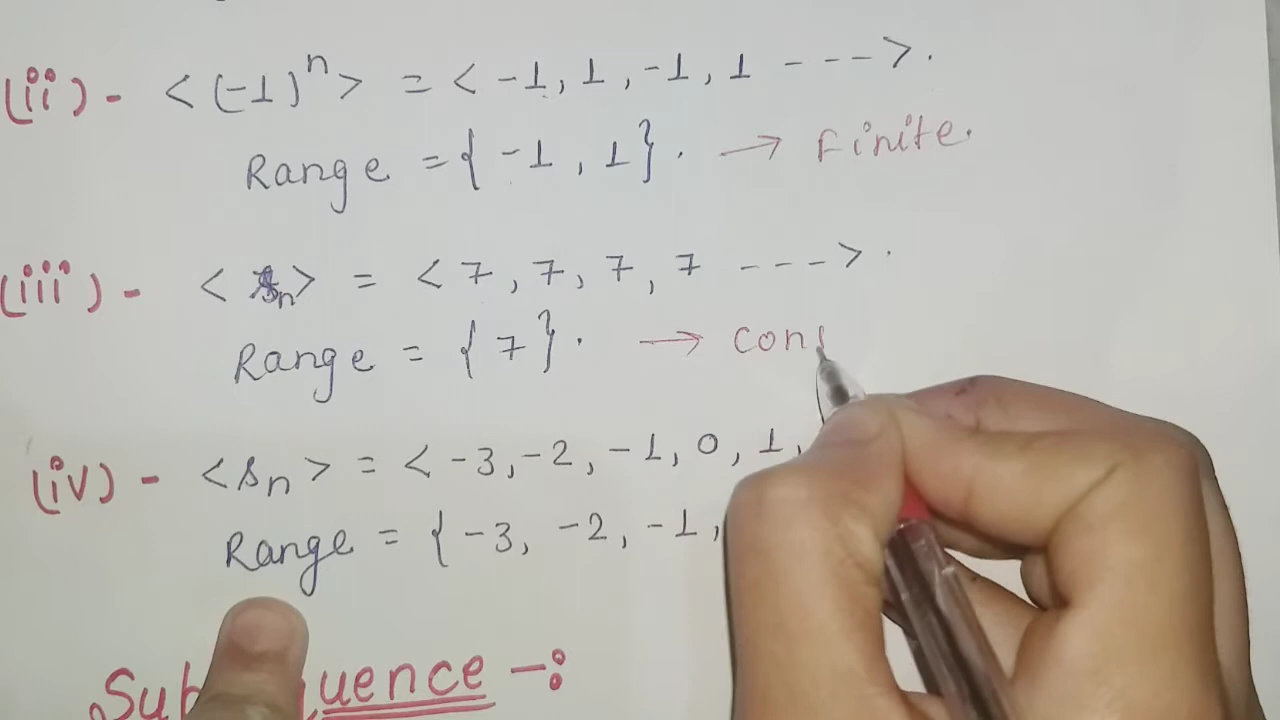 (ii) - <(-1)ⁿ> = < -1, 1, -1, 1 ---->.
Range = {-1, 1}. → Finite.
(iii) - <sₙ> = <7, 7, 7, 7 ---->.
Range = {7}. → Cons
(iv) - <sₙ> = < -3, -2, -1, 0, 1,
Range = {-3, -2, -1,
uence -: